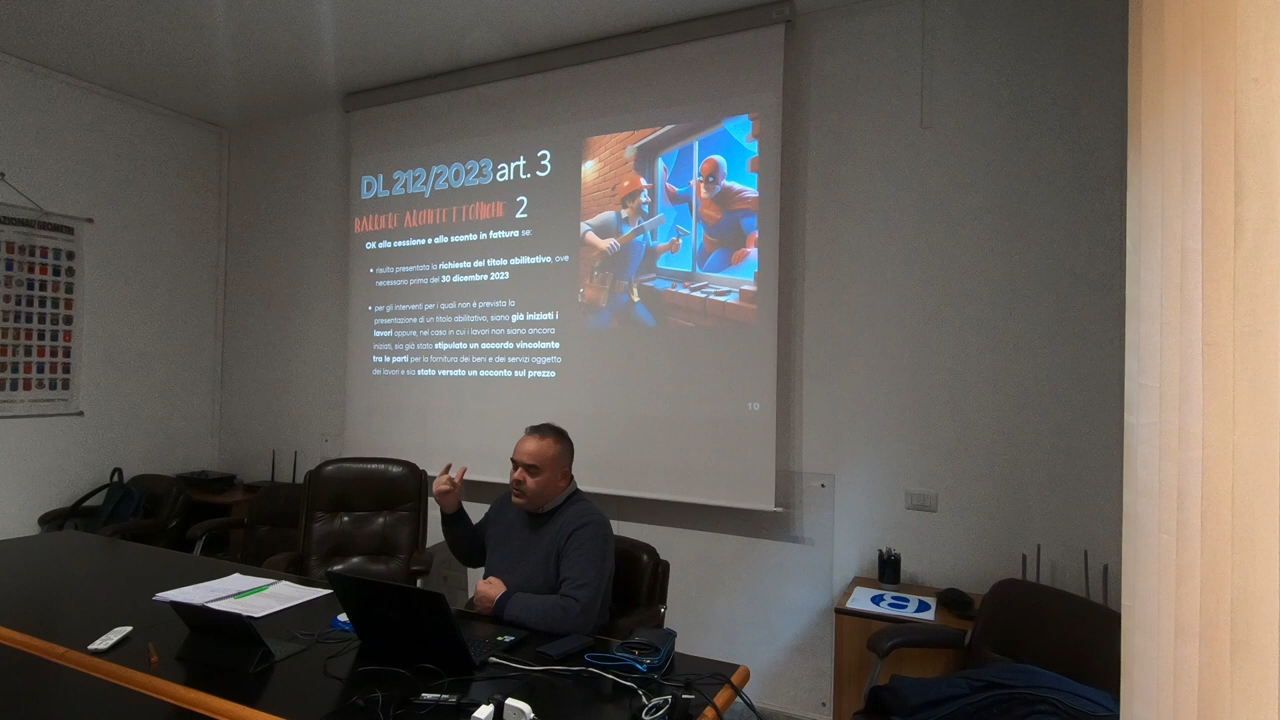 DL 212/2023 art. 3
BARRIERE ARCHITETTONICHE 2
OK alla cessione e allo sconto in fattura se:
• risulta presentata la richiesta del titolo abilitativo, ove
necessario prima del 30 dicembre 2023
• per gli interventi per i quali non è prevista la
presentazione di un titolo abilitativo, siano già iniziati i
lavori oppure, nel caso in cui i lavori non siano ancora
iniziati, sia già stato stipulato un accordo vincolante
tra le parti per la fornitura dei beni e dei servizi oggetto
dei lavori e sia stato versato un acconto sul prezzo
10
GEOMETRI